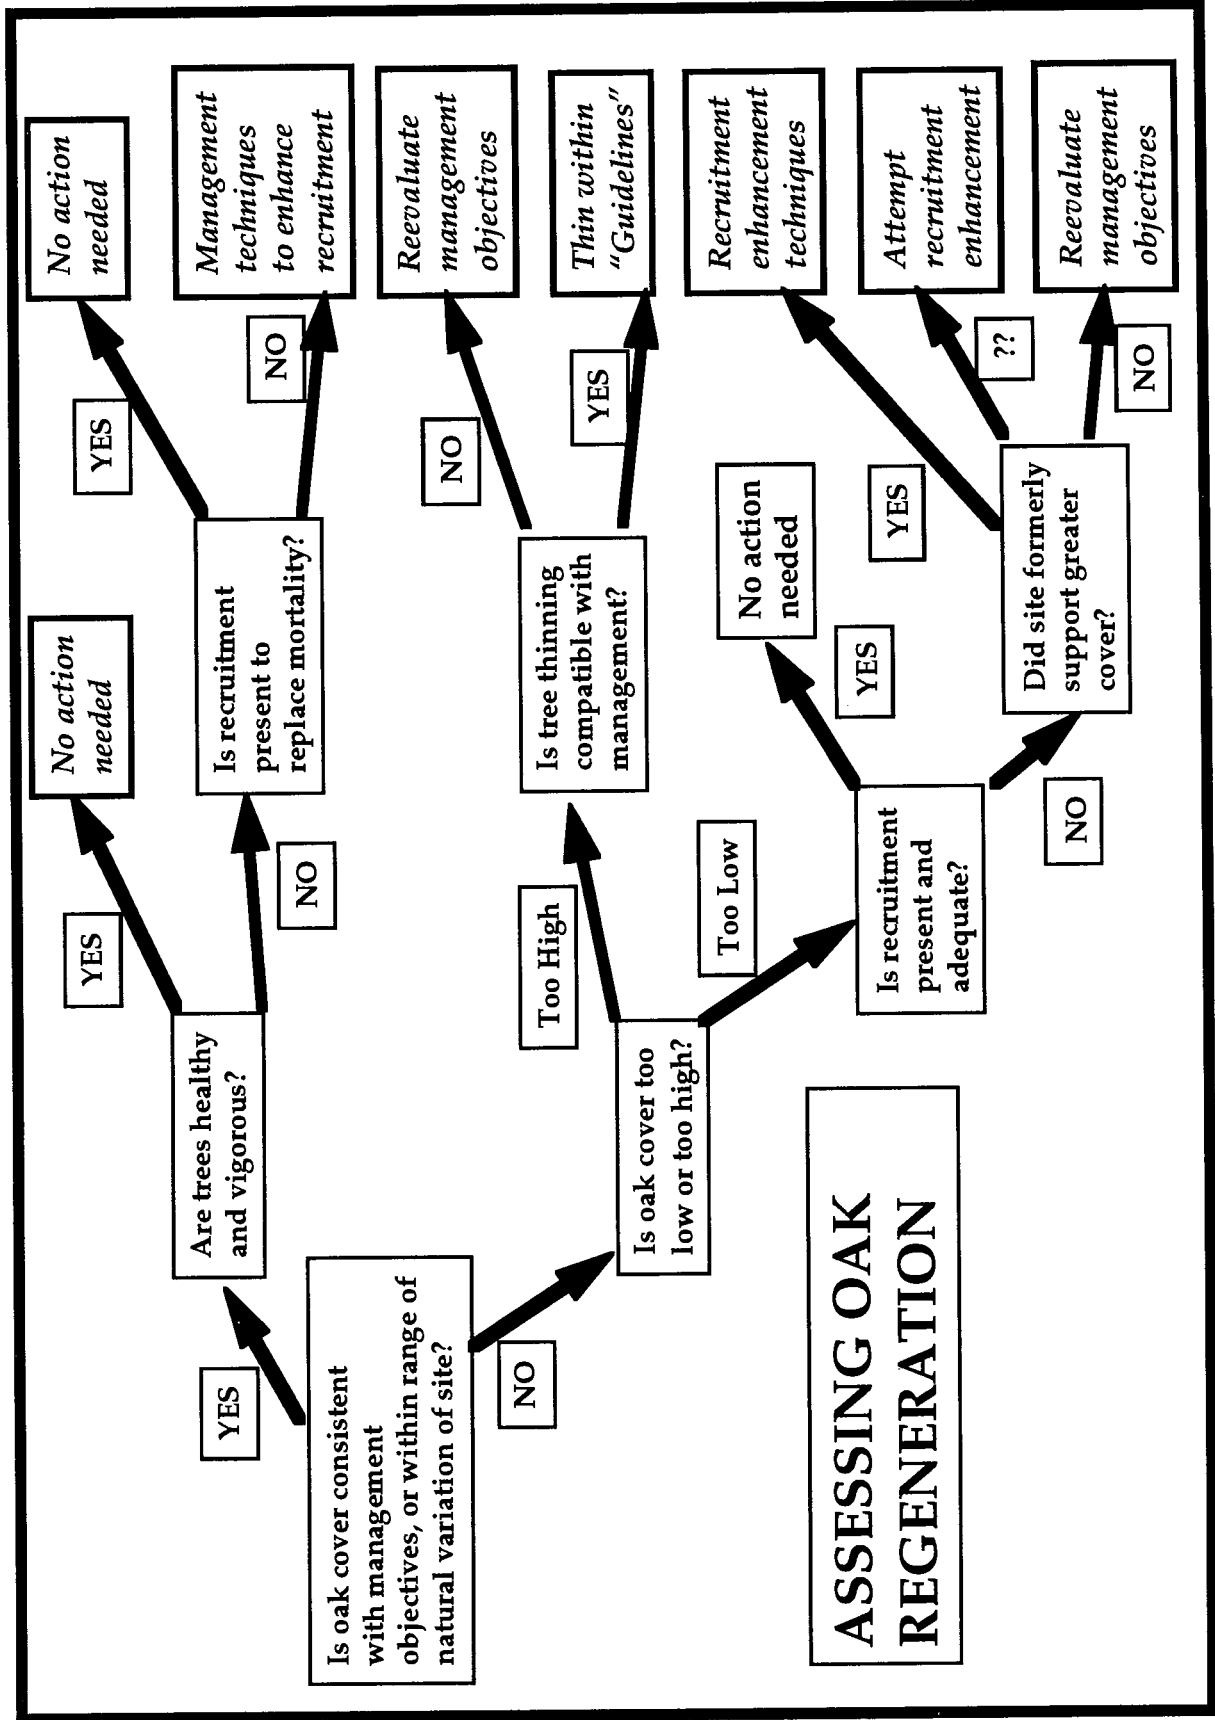 Is oak cover consistent
with management
objectives, or within range of
natural variation of site?
YES
Are trees healthy
and vigorous?
YES
No action
needed
NO
Is recruitment
present to
replace mortality?
YES
No action
needed
NO
Management
techniques
to enhance
recruitment
NO
Is oak cover too
low or too high?
Too High
Is tree thinning
compatible with
management?
NO
Reevaluate
management
objectives
YES
Thin within
“Guidelines”
Too Low
Is recruitment
present and
adequate?
YES
No action
needed
NO
Did site formerly
support greater
cover?
YES
Recruitment
enhancement
techniques
??
Attempt
recruitment
enhancement
NO
Reevaluate
management
objectives
ASSESSING OAK
REGENERATION